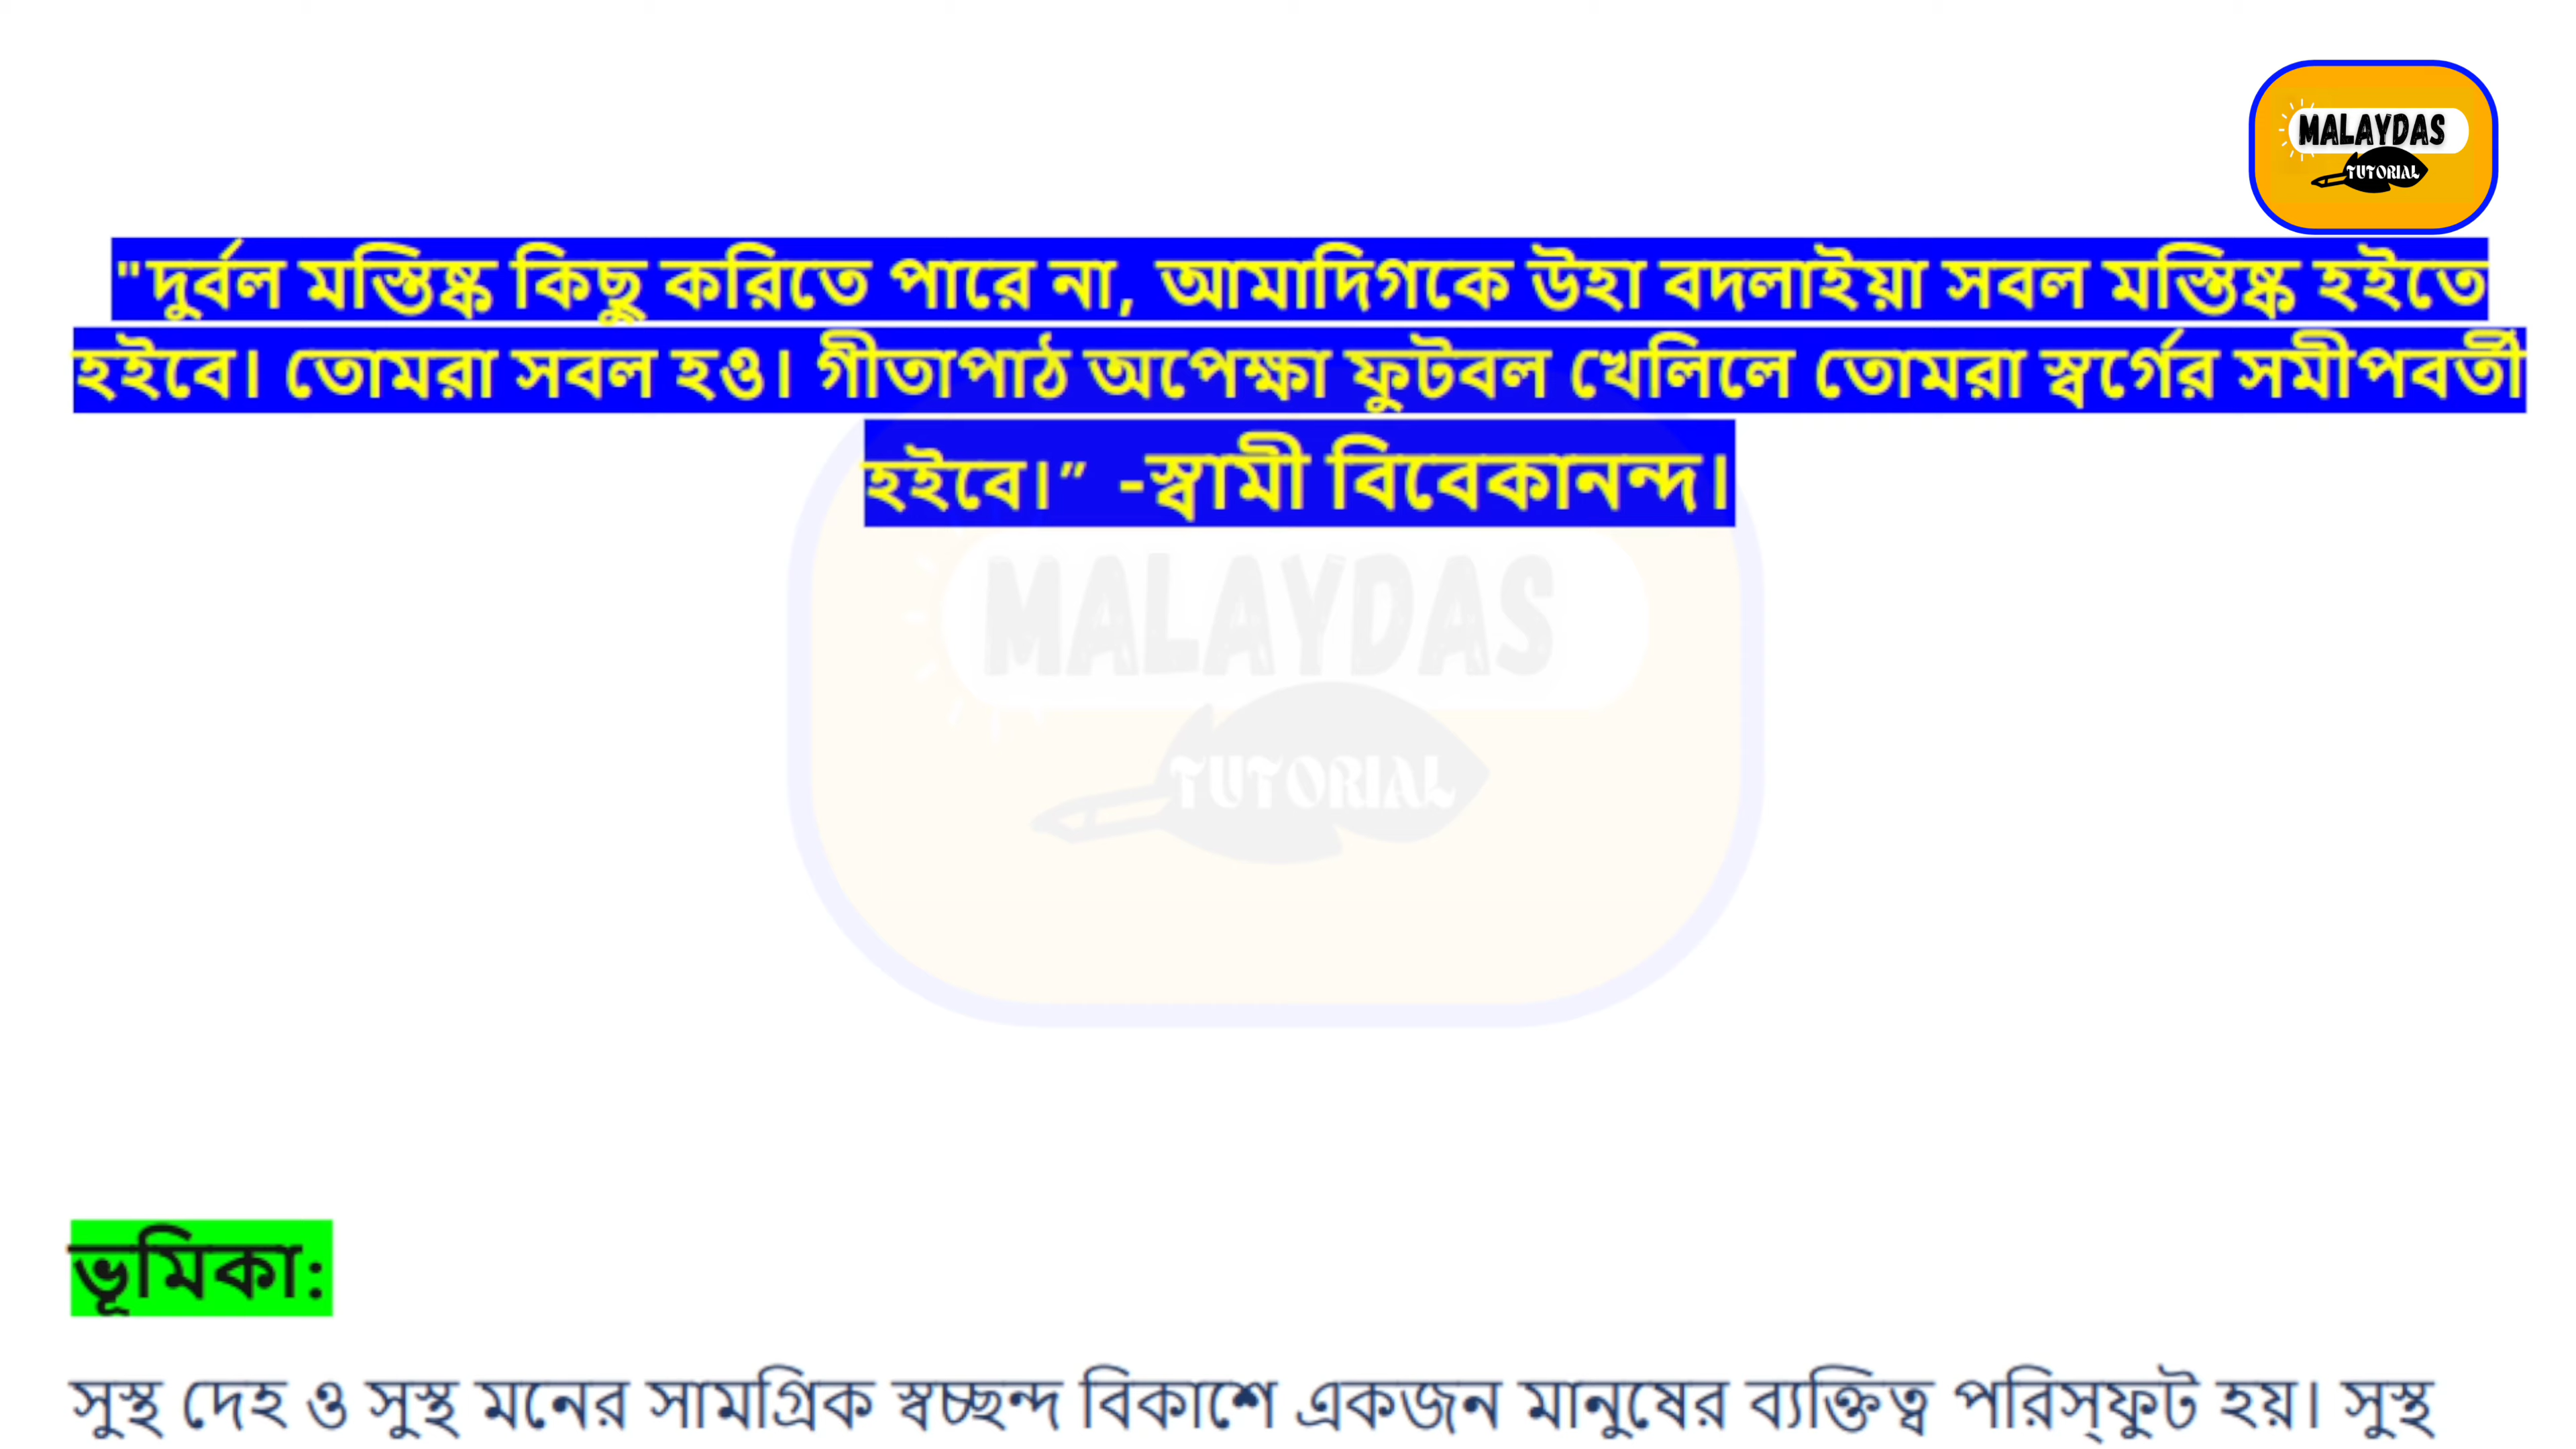 MALAYDAS
TUTORIAL
"দুর্বল মস্তিষ্ক কিছু করিতে পারে না, আমাদিগকে উহা বদলাইয়া সবল মস্তিষ্ক হইতে
হইবে। তোমরা সবল হও। গীতাপাঠ অপেক্ষা ফুটবল খেলিলে তোমরা স্বর্গের সমীপবর্তী
হইবে।” -স্বামী বিবেকানন্দ।
MALAYDAS
TUTORIAL
ভূমিকা:
সুস্থ দেহ ও সুস্থ মনের সামগ্রিক স্বচ্ছন্দ বিকাশে একজন মানুষের ব্যক্তিত্ব পরিস্ফুট হয়। সুস্থ